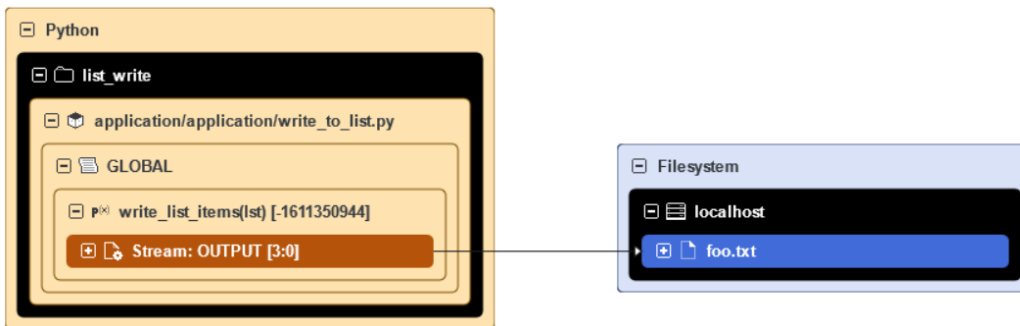 Python
list_write
application/application/write_to_list.py
GLOBAL
P(x) write_list_items(lst) [-1611350944]
Stream: OUTPUT [3:0]
Filesystem
localhost
foo.txt